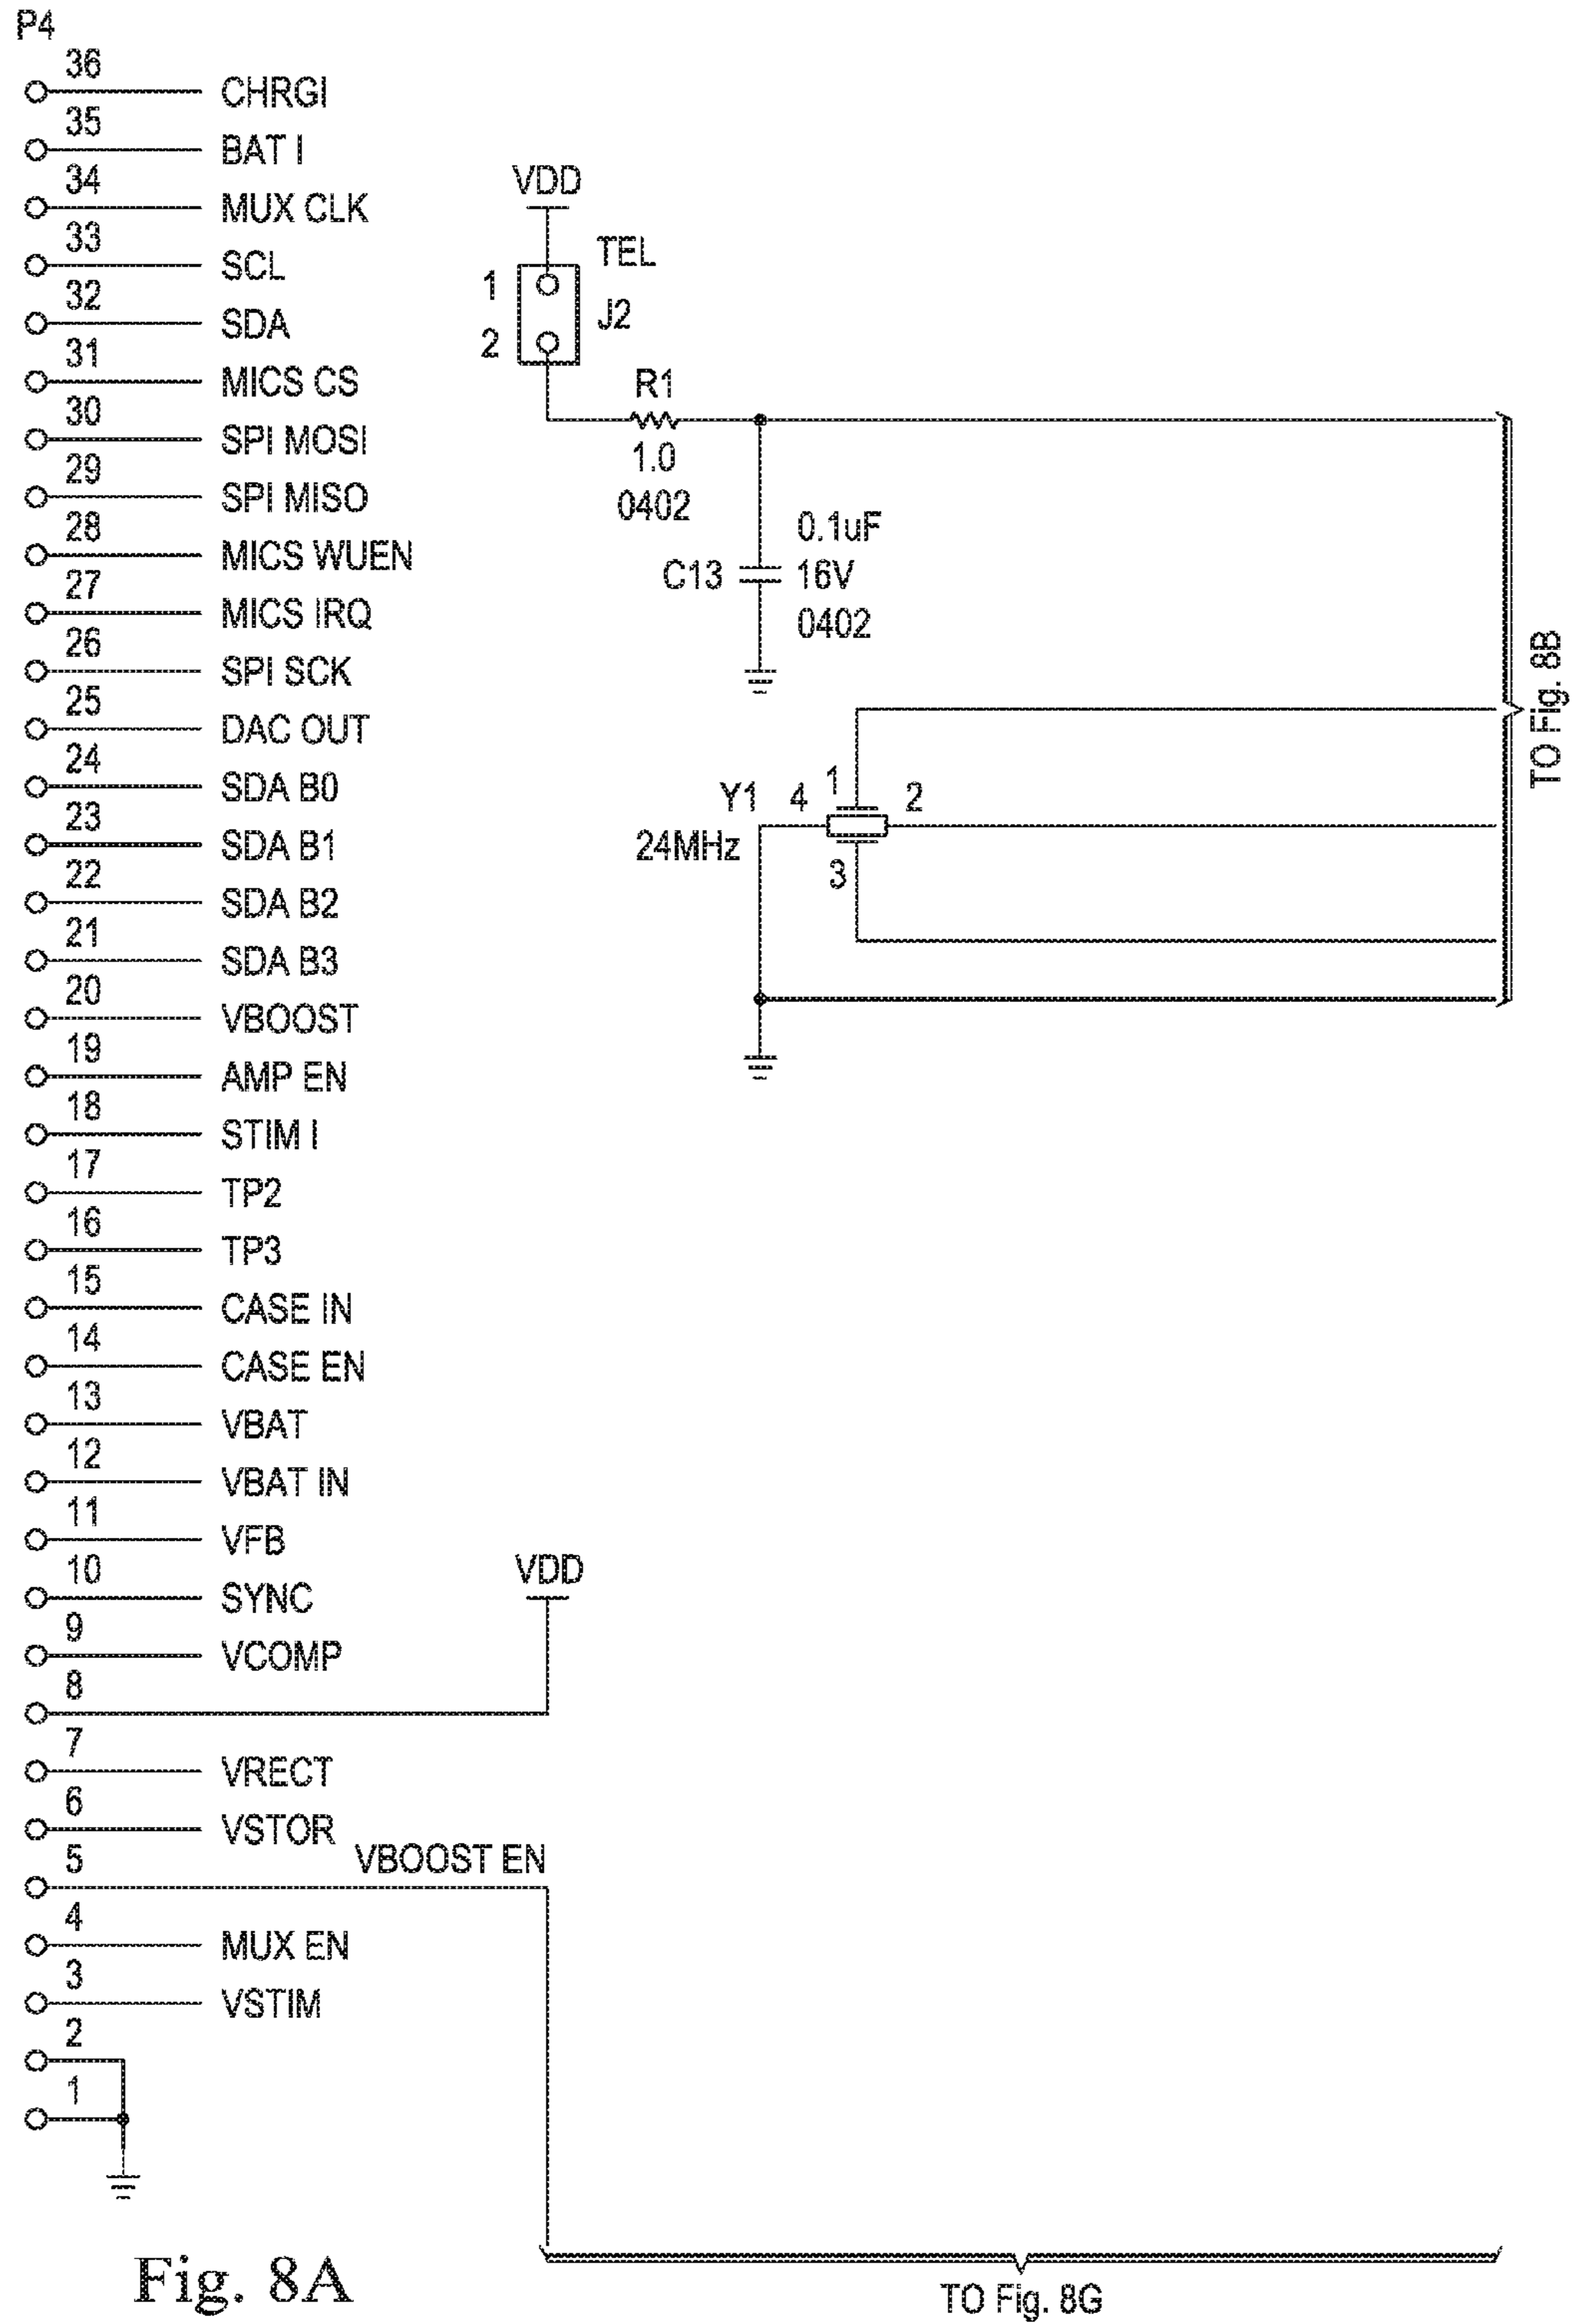 P4
36 CHRGI
35 BAT I
34 MUX CLK
33 SCL
32 SDA
31 MICS CS
30 SPI MOSI
29 SPI MISO
28 MICS WUEN
27 MICS IRQ
26 SPI SCK
25 DAC OUT
24 SDA B0
23 SDA B1
22 SDA B2
21 SDA B3
20 VBOOST
19 AMP EN
18 STIM I
17 TP2
16 TP3
15 CASE IN
14 CASE EN
13 VBAT
12 VBAT IN
11 VFB
10 SYNC
9 VCOMP
8
7 VRECT
6 VSTOR
5 VBOOST EN
4 MUX EN
3 VSTIM
2
1
VDD
TEL
1
J2
2
R1
1.0
0402
0.1uF
C13 16V
0402
Y1 4 1 2
24MHz
3
TO Fig. 8B
VDD
TO Fig. 8G
Fig. 8A